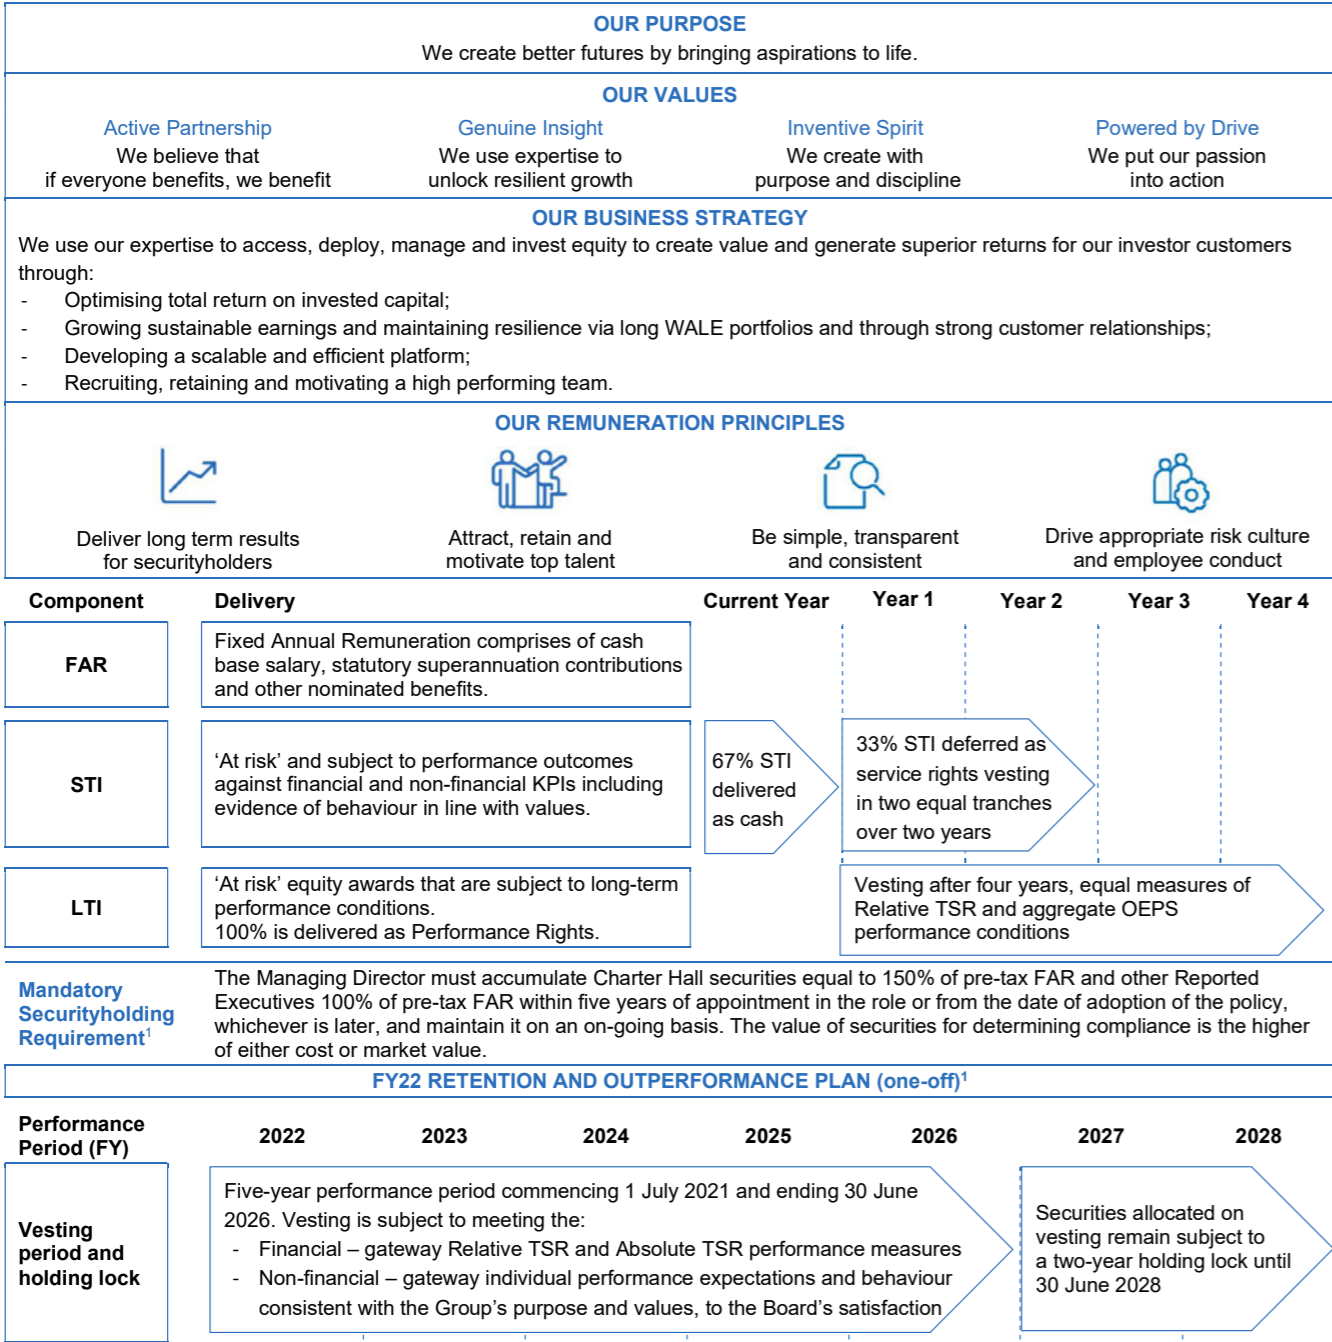 OUR PURPOSE
We create better futures by bringing aspirations to life.
OUR VALUES
Active Partnership
We believe that
if everyone benefits, we benefit
Genuine Insight
We use expertise to
unlock resilient growth
Inventive Spirit
We create with
purpose and discipline
Powered by Drive
We put our passion
into action
OUR BUSINESS STRATEGY
We use our expertise to access, deploy, manage and invest equity to create value and generate superior returns for our investor customers
through:
- Optimising total return on invested capital;
- Growing sustainable earnings and maintaining resilience via long WALE portfolios and through strong customer relationships;
- Developing a scalable and efficient platform;
- Recruiting, retaining and motivating a high performing team.
OUR REMUNERATION PRINCIPLES
Deliver long term results
for securityholders
Attract, retain and
motivate top talent
Be simple, transparent
and consistent
Drive appropriate risk culture
and employee conduct
Component Delivery Current Year Year 1 Year 2 Year 3 Year 4
FAR
Fixed Annual Remuneration comprises of cash
base salary, statutory superannuation contributions
and other nominated benefits.
STI
‘At risk’ and subject to performance outcomes
against financial and non-financial KPIs including
evidence of behaviour in line with values.
67% STI
delivered
as cash
33% STI deferred as
service rights vesting
in two equal tranches
over two years
LTI
‘At risk’ equity awards that are subject to long-term
performance conditions.
100% is delivered as Performance Rights.
Vesting after four years, equal measures of
Relative TSR and aggregate OEPS
performance conditions
Mandatory
Securityholding
Requirement¹
The Managing Director must accumulate Charter Hall securities equal to 150% of pre-tax FAR and other Reported
Executives 100% of pre-tax FAR within five years of appointment in the role or from the date of adoption of the policy,
whichever is later, and maintain it on an on-going basis. The value of securities for determining compliance is the higher
of either cost or market value.
FY22 RETENTION AND OUTPERFORMANCE PLAN (one-off)¹
Performance
Period (FY)
2022 2023 2024 2025 2026 2027 2028
Vesting
period and
holding lock
Five-year performance period commencing 1 July 2021 and ending 30 June
2026. Vesting is subject to meeting the:
- Financial – gateway Relative TSR and Absolute TSR performance measures
- Non-financial – gateway individual performance expectations and behaviour
consistent with the Group’s purpose and values, to the Board’s satisfaction
Securities allocated on
vesting remain subject to
a two-year holding lock until
30 June 2028